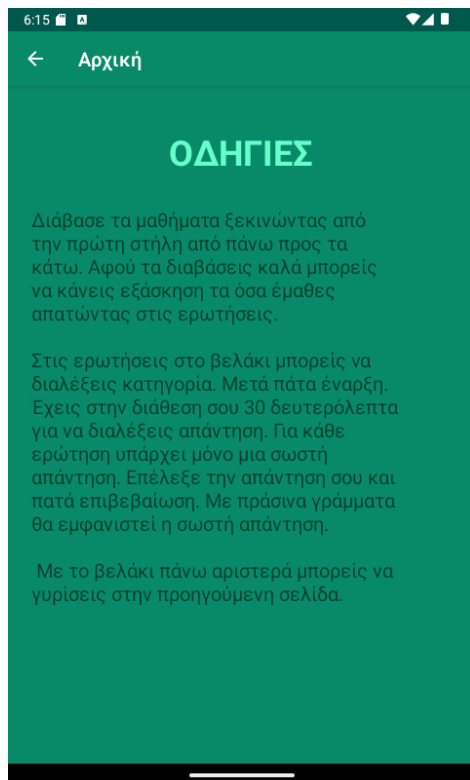 6:15
Αρχική
ΟΔΗΓΙΕΣ
Διάβασε τα μαθήματα ξεκινώντας από
την πρώτη στήλη από πάνω προς τα
κάτω. Αφού τα διαβάσεις καλά μπορείς
να κάνεις εξάσκηση τα όσα έμαθες
απατώντας στις ερωτήσεις.
Στις ερωτήσεις στο βελάκι μπορείς να
διαλέξεις κατηγορία. Μετά πάτα έναρξη.
Έχεις στην διάθεση σου 30 δευτερόλεπτα
για να διαλέξεις απάντηση. Για κάθε
ερώτηση υπάρχει μόνο μια σωστή
απάντηση. Επέλεξε την απάντηση σου και
πατά επιβεβαίωση. Με πράσινα γράμματα
θα εμφανιστεί η σωστή απάντηση.
Με το βελάκι πάνω αριστερά μπορείς να
γυρίσεις στην προηγούμενη σελίδα.